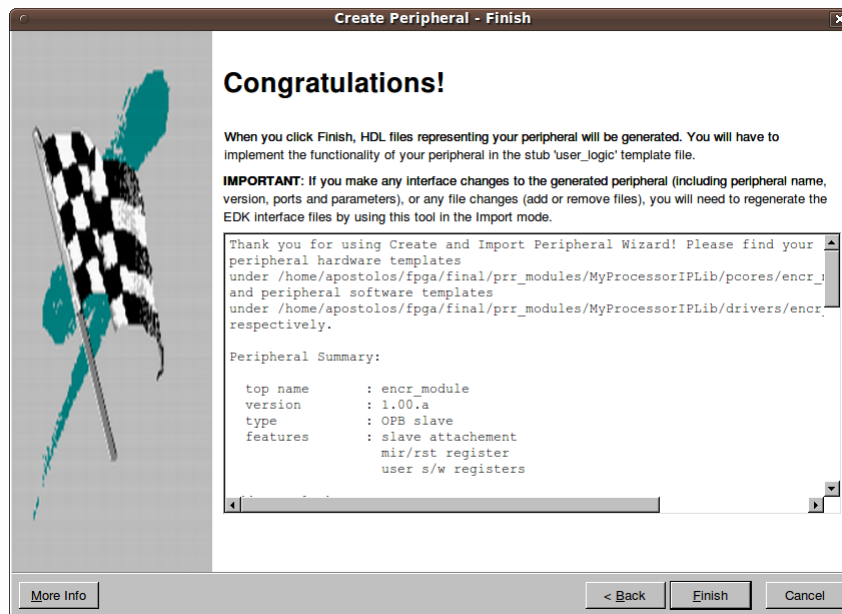 Create Peripheral - Finish
Congratulations!
When you click Finish, HDL files representing your peripheral will be generated. You will have to
implement the functionality of your peripheral in the stub 'user_logic' template file.
IMPORTANT: If you make any interface changes to the generated peripheral (including peripheral name,
version, ports and parameters), or any file changes (add or remove files), you will need to regenerate the
EDK interface files by using this tool in the Import mode.
Thank you for using Create and Import Peripheral Wizard! Please find your
peripheral hardware templates
under /home/apostolos/fpga/final/prr_modules/MyProcessorIPLib/pcores/encr_
and peripheral software templates
under /home/apostolos/fpga/final/prr_modules/MyProcessorIPLib/drivers/encr_
respectively.
Peripheral Summary:
top name : encr_module
version : 1.00.a
type : OPB slave
features : slave attachement
mir/rst register
user s/w registers
More Info
< Back
Finish
Cancel